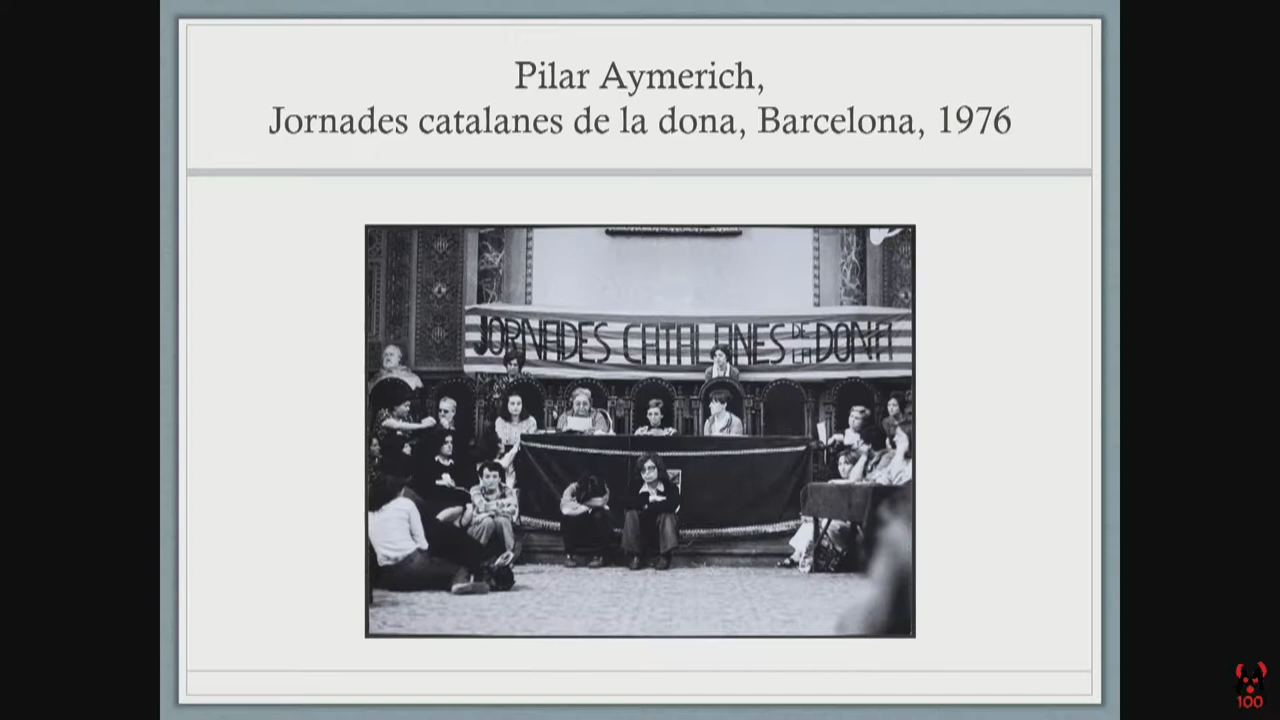 Pilar Aymerich,
Jornades catalanes de la dona, Barcelona, 1976
JORNADES CATALANES DE LA DONA
100